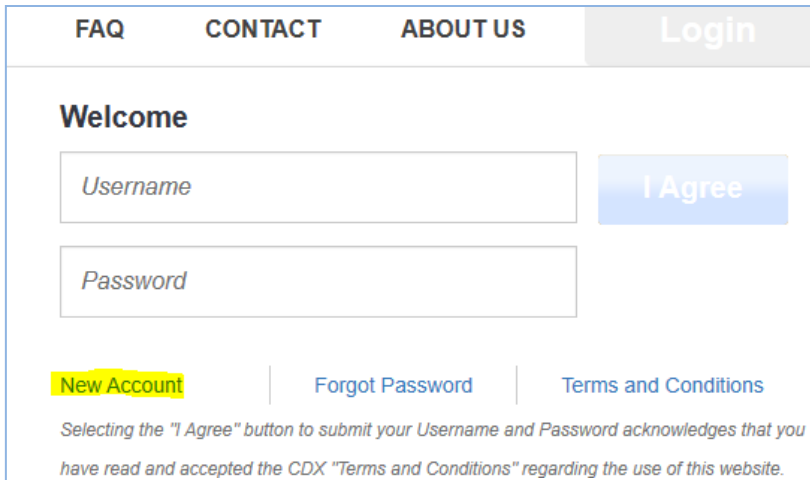 FAQ CONTACT ABOUT US Login
Welcome
Username I Agree
Password
New Account Forgot Password Terms and Conditions
Selecting the "I Agree" button to submit your Username and Password acknowledges that you
have read and accepted the CDX "Terms and Conditions" regarding the use of this website.